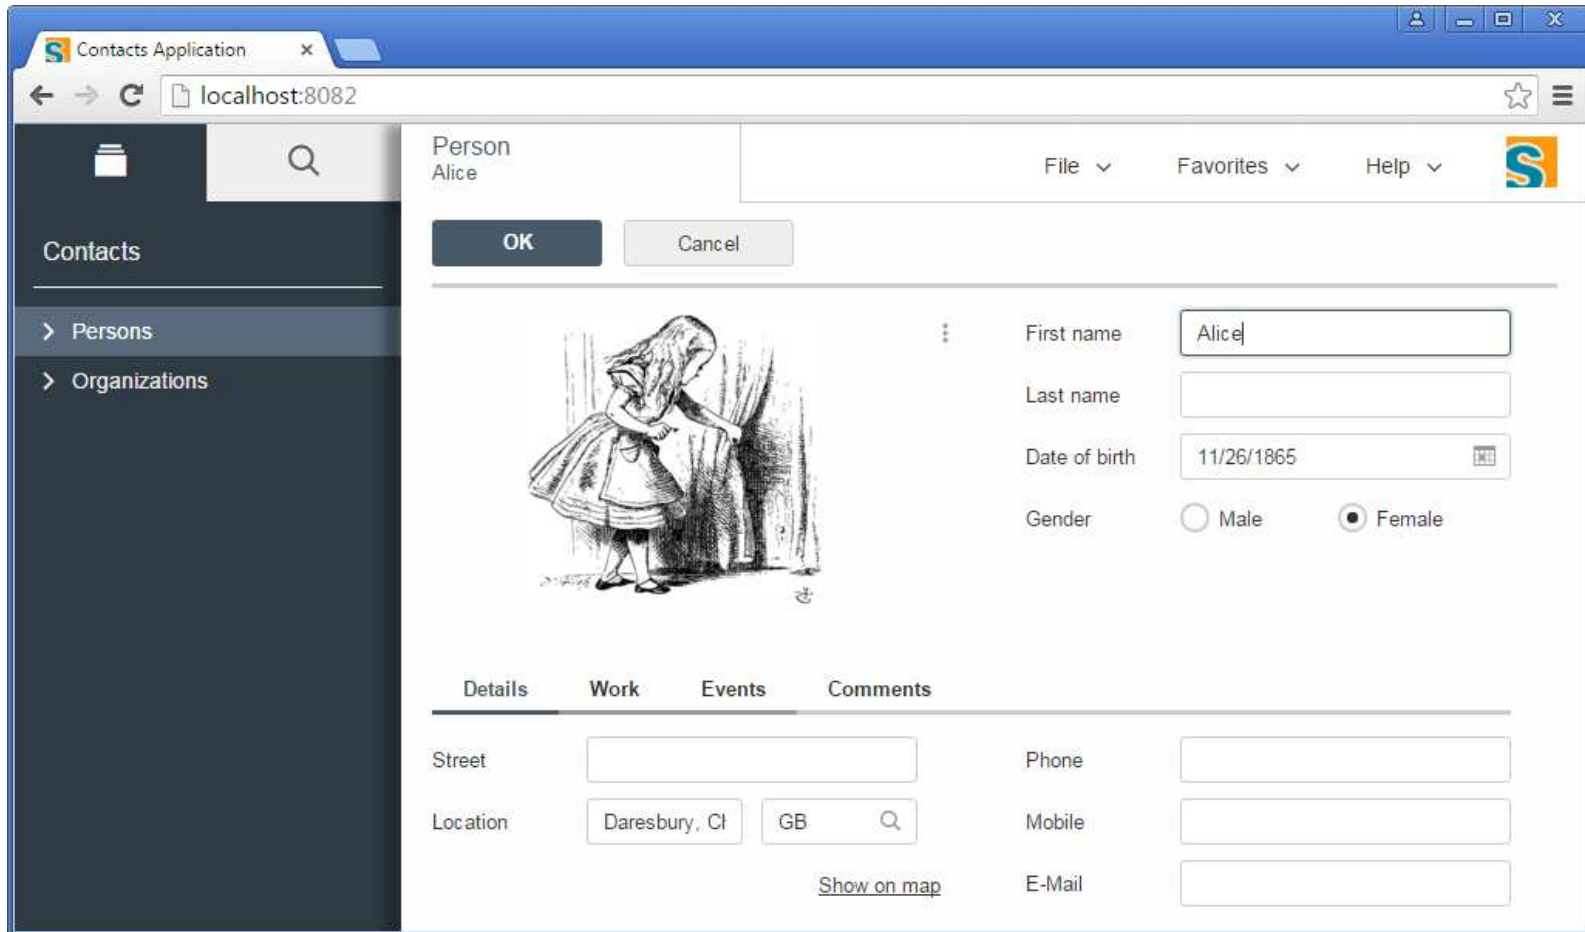 Contacts Application
localhost:8082
Person
Alice
File
Favorites
Help
OK
Cancel
Contacts
Persons
Organizations
First name
Alice
Last name
Date of birth
11/26/1865
Gender
Male
Female
Details
Work
Events
Comments
Street
Phone
Location
Daresbury, Cl
GB
Mobile
Show on map
E-Mail